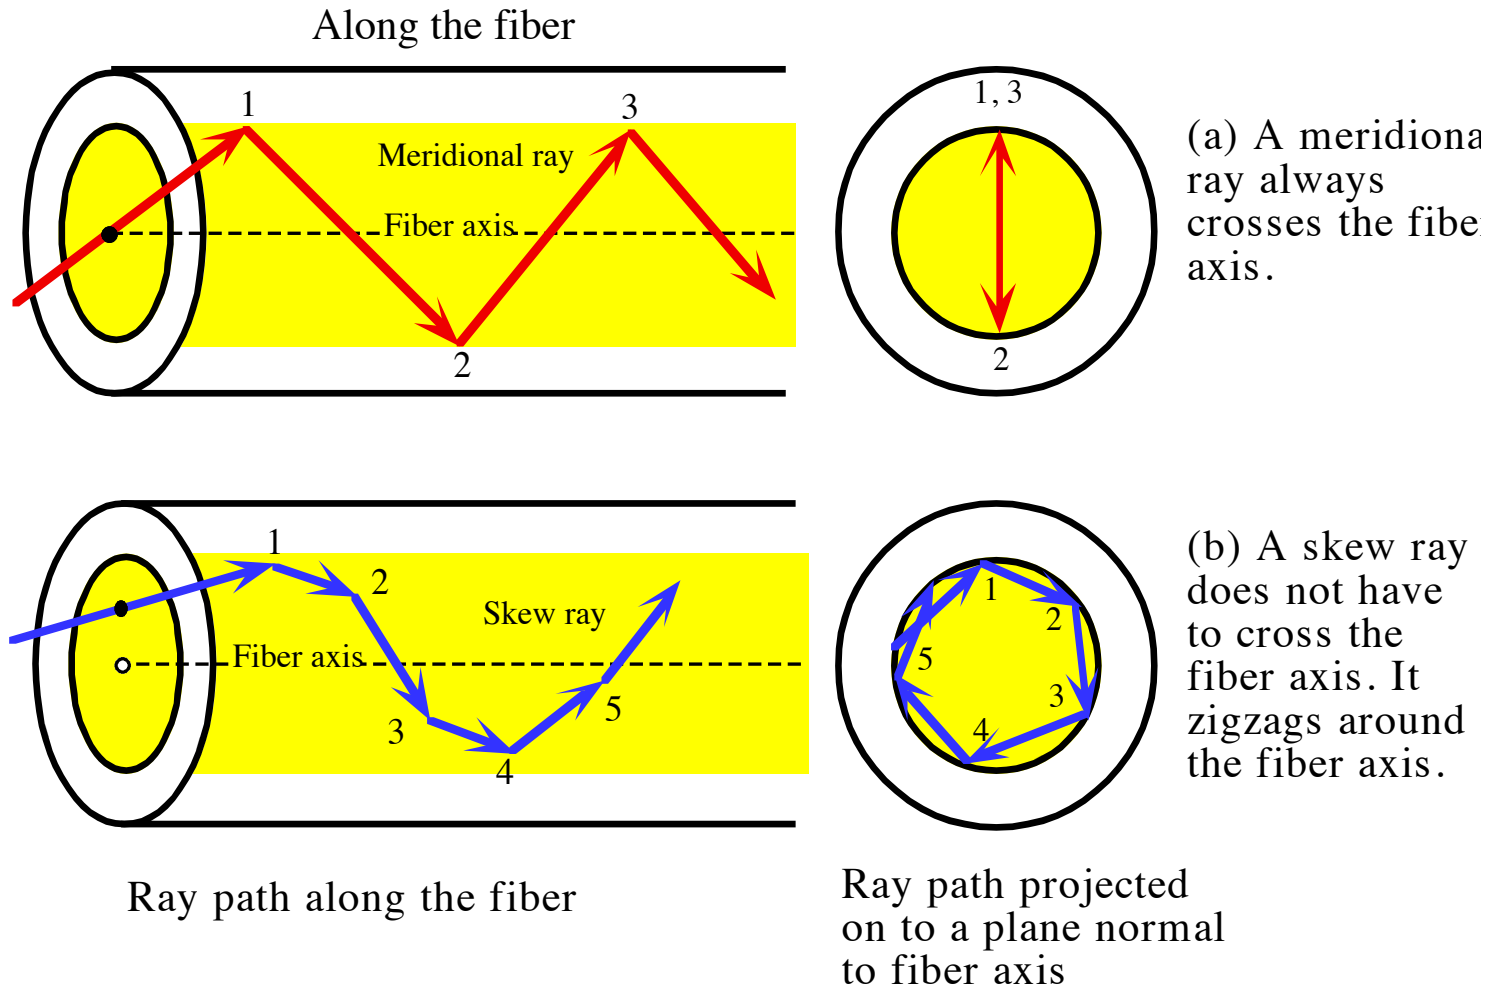 Along the fiber
1
3
1, 3
Meridional ray
Fiber axis
2
2
(a) A meridiona
ray always
crosses the fibe
axis.
1
2
Skew ray
Fiber axis
3
4
5
1
2
3
4
5
(b) A skew ray
does not have
to cross the
fiber axis. It
zigzags around
the fiber axis.
Ray path along the fiber
Ray path projected
on to a plane normal
to fiber axis